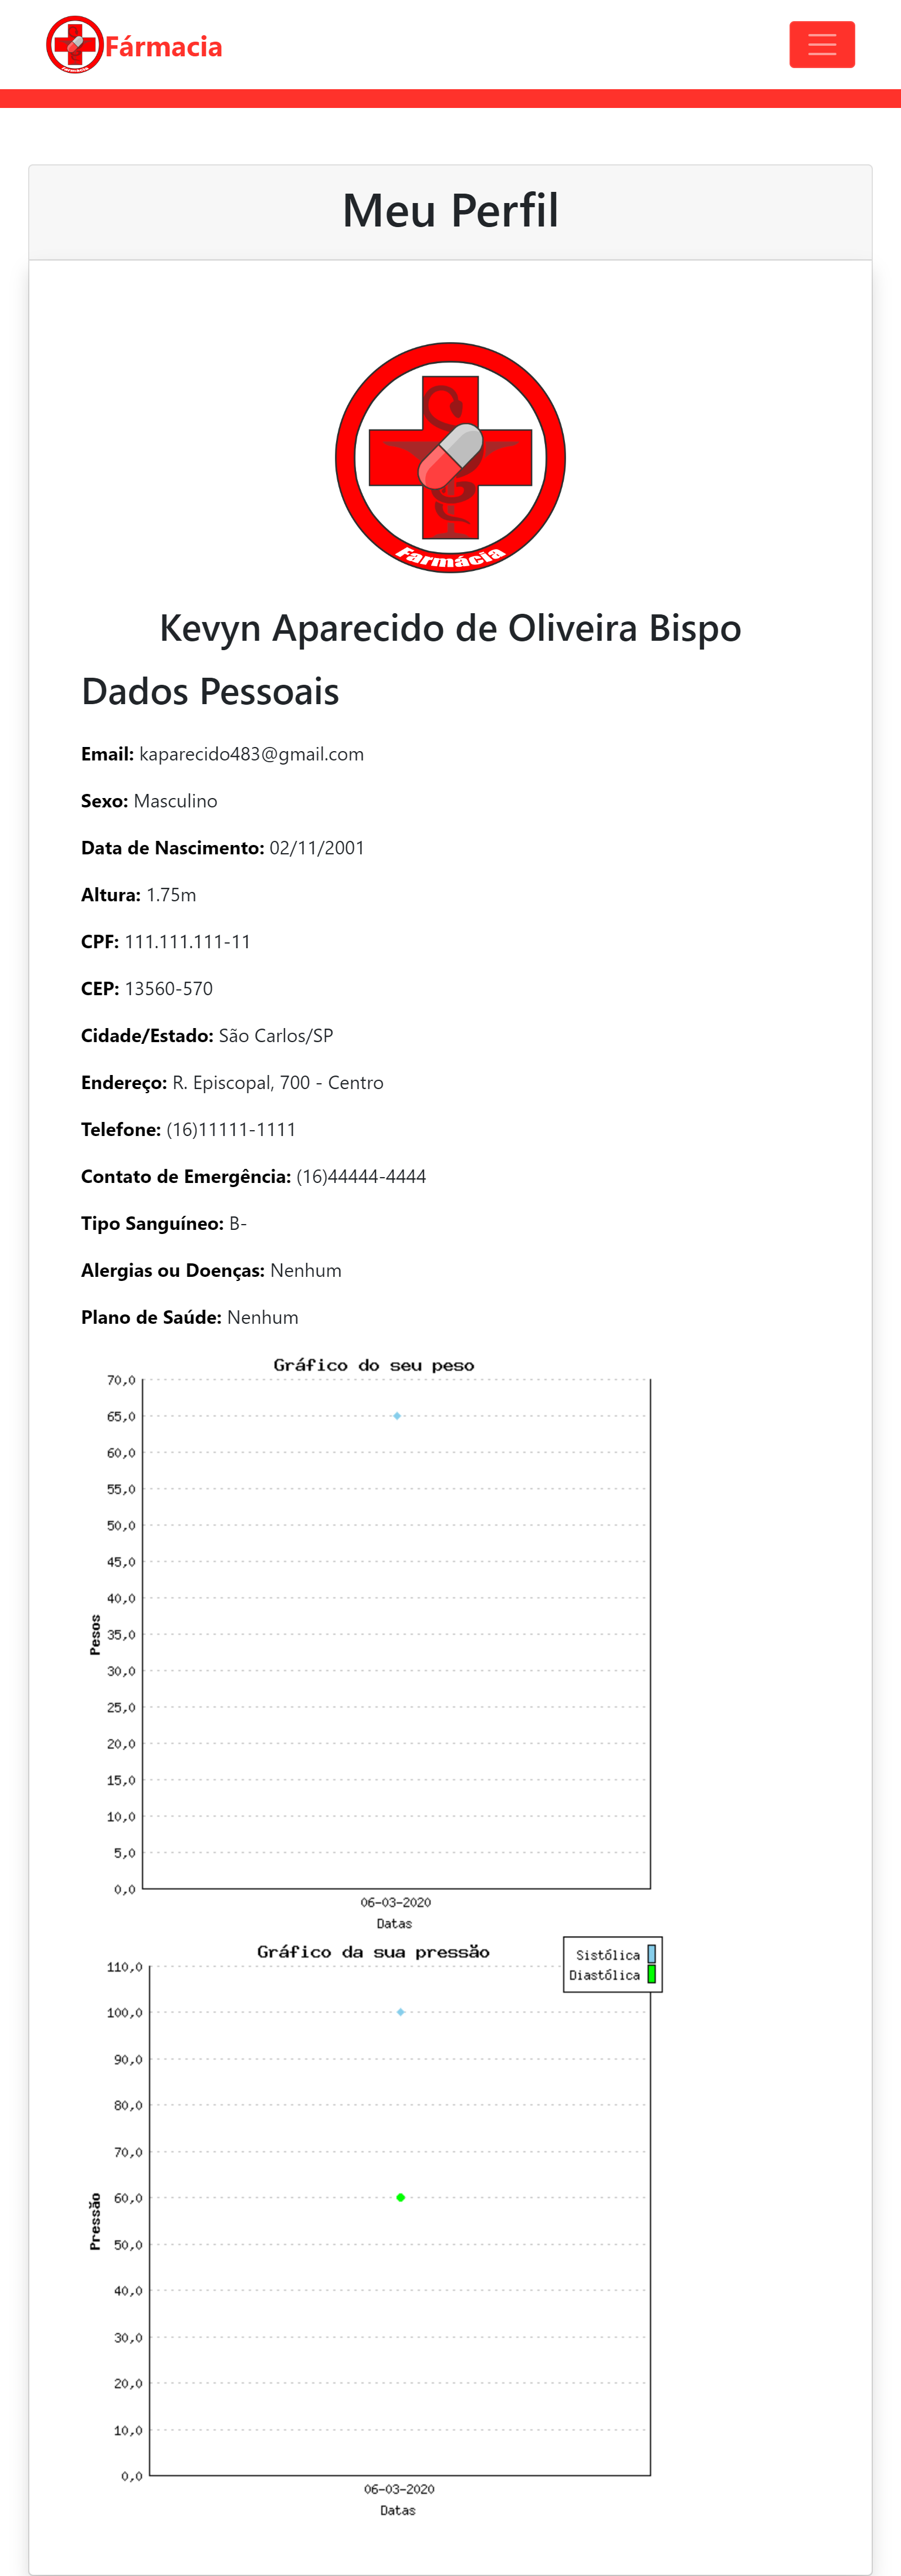 Farmácia
Fármacia
Meu Perfil
Farmácia
Kevyn Aparecido de Oliveira Bispo
Dados Pessoais
Email: kaparecido483@gmail.com
Sexo: Masculino
Data de Nascimento: 02/11/2001
Altura: 1.75m
CPF: 111.111.111-11
CEP: 13560-570
Cidade/Estado: São Carlos/SP
Endereço: R. Episcopal, 700 - Centro
Telefone: (16)11111-1111
Contato de Emergência: (16)44444-4444
Tipo Sanguíneo: B-
Alergias ou Doenças: Nenhum
Plano de Saúde: Nenhum
Gráfico do seu peso
70,0
65,0
60,0
55,0
50,0
45,0
40,0
35,0
30,0
25,0
20,0
15,0
10,0
5,0
0,0
Pesos
06-03-2020
Datas
Gráfico da sua pressão
Sistólica
Diastólica
110,0
100,0
90,0
80,0
70,0
60,0
50,0
40,0
30,0
20,0
10,0
0,0
Pressão
06-03-2020
Datas